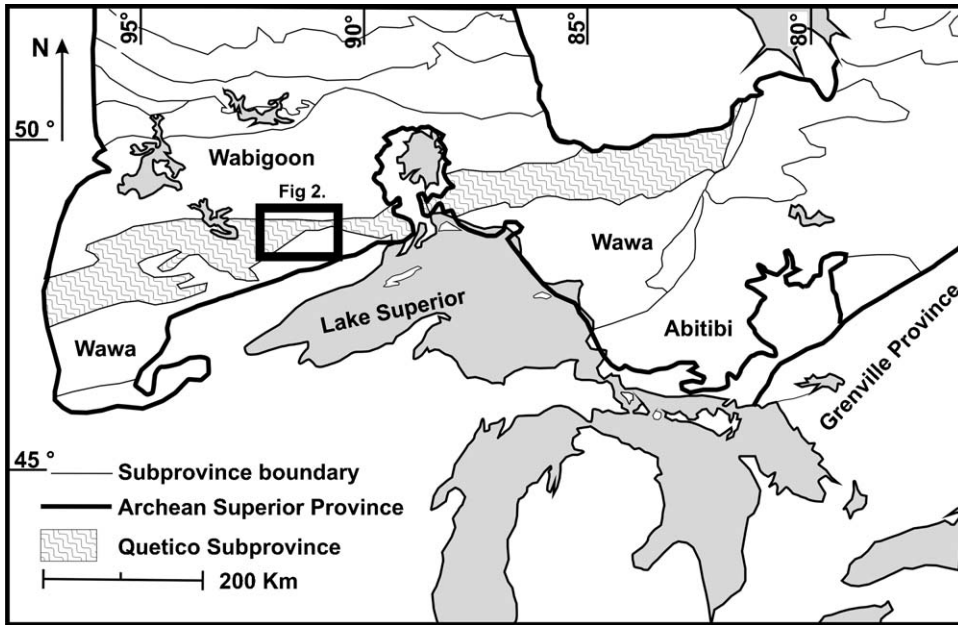 95°
90°
85°
80°
N
50 °
Wabigoon
Fig 2.
Wawa
Lake Superior
Abitibi
Wawa
Grenville Province
45 °
Subprovince boundary
Archean Superior Province
Quetico Subprovince
200 Km